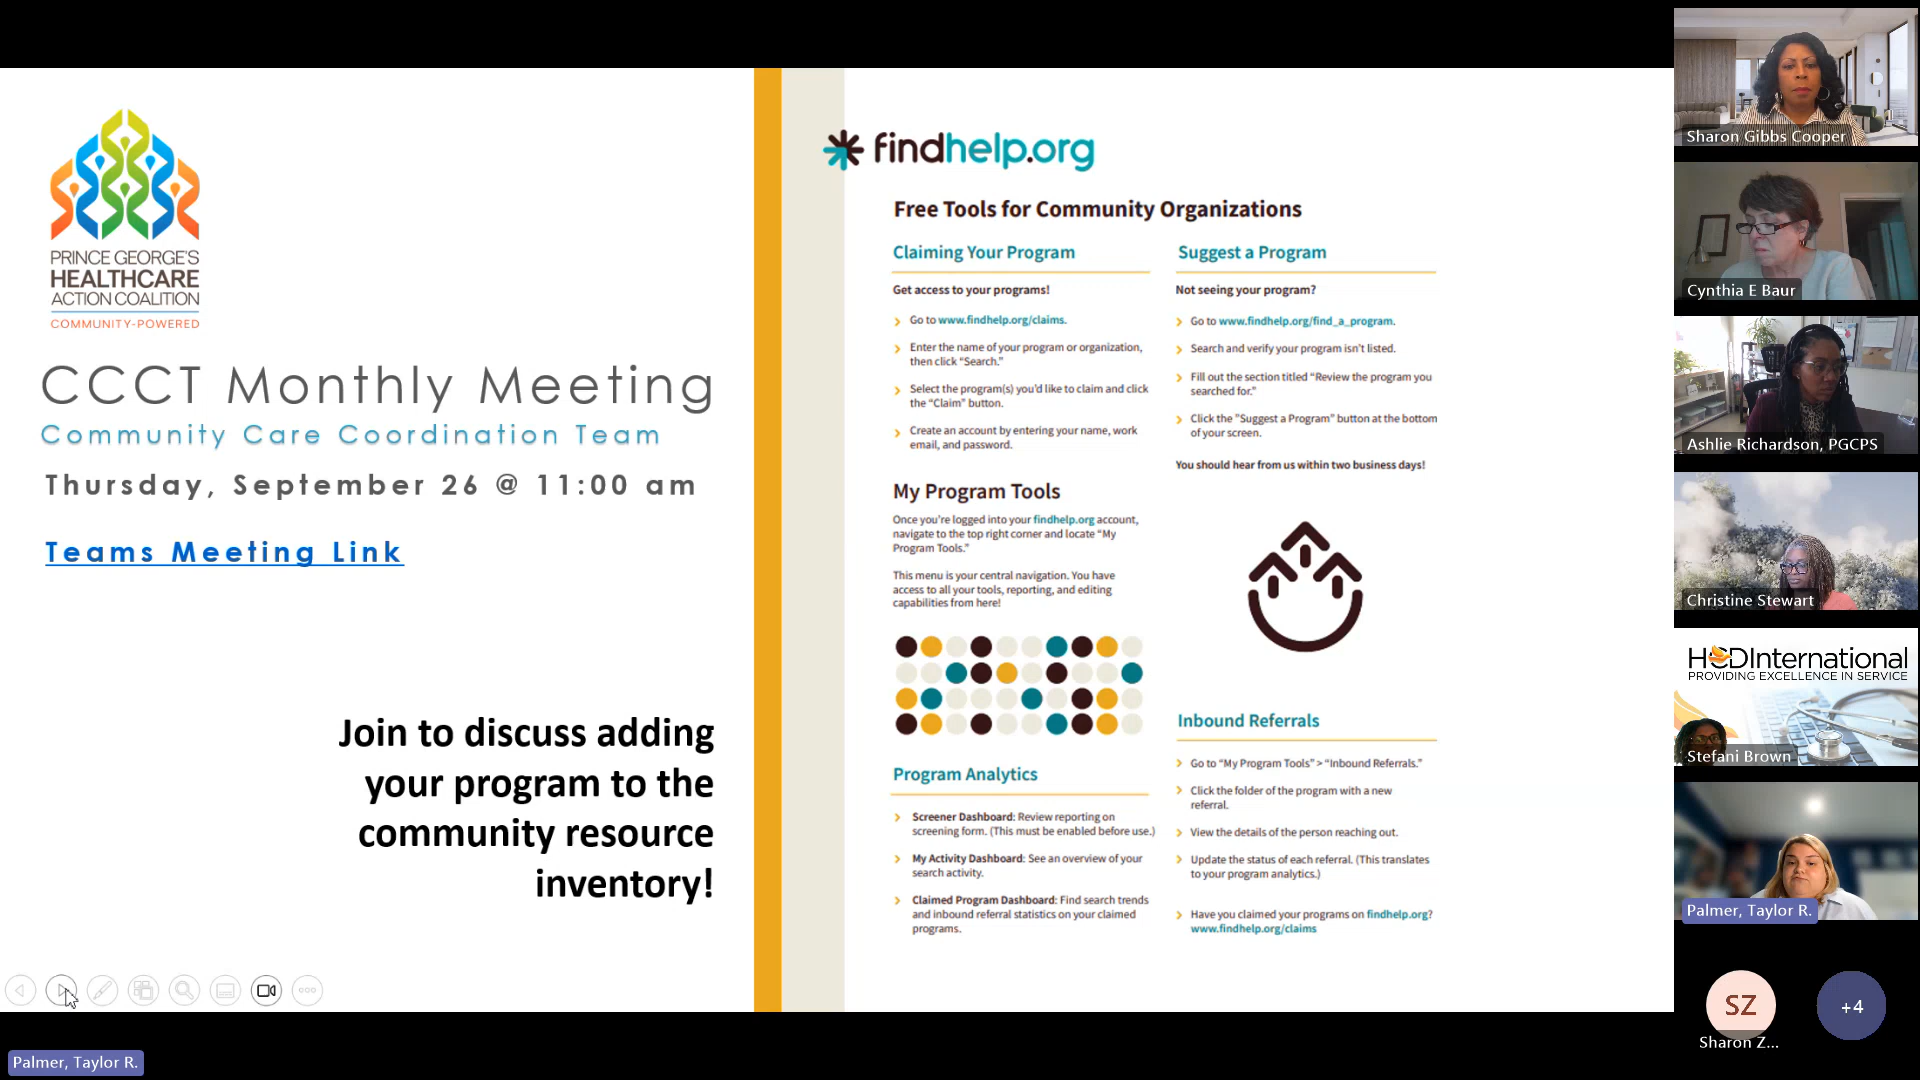 PRINCE GEORGE'S
HEALTHCARE
ACTION COALITION
COMMUNITY-POWERED
CCCT Monthly Meeting
Community Care Coordination Team
Thursday, September 26 @ 11:00 am
Teams Meeting Link
Join to discuss adding
your program to the
community resource
inventory!
findhelp.org
Free Tools for Community Organizations
Claiming Your Program
Get access to your programs!
Go to www.findhelp.org/claims.
Enter the name of your program or organization,
then click “Search.”
Select the program(s) you'd like to claim and click
the “Claim” button.
Create an account by entering your name, work
email, and password.
My Program Tools
Once you're logged into your findhelp.org account,
navigate to the top right corner and locate “My
Program Tools.”
This menu is your central navigation. You have
access to all your tools, reporting, and editing
capabilities from here!
Program Analytics
Screener Dashboard: Review reporting on
screening form. (This must be enabled before use.)
My Activity Dashboard: See an overview of your
search activity.
Claimed Program Dashboard: Find search trends
and inbound referral statistics on your claimed
programs.
Suggest a Program
Not seeing your program?
Go to www.findhelp.org/find_a_program.
Search and verify your program isn't listed.
Fill out the section titled “Review the program you
searched for.”
Click the “Suggest a Program” button at the bottom
of your screen.
You should hear from us within two business days!
Inbound Referrals
Go to “My Program Tools” > “Inbound Referrals.”
Click the folder of the program with a new
referral.
View the details of the person reaching out.
Update the status of each referral. (This translates
to your program analytics.)
Have you claimed your programs on findhelp.org?
www.findhelp.org/claims
Sharon Gibbs Cooper
Cynthia E Baur
Ashlie Richardson, PGCPS
Christine Stewart
HSDInternational
PROVIDING EXCELLENCE IN SERVICE
Stefani Brown
Palmer, Taylor R.
SZ
+4
Sharon Z...
Palmer, Taylor R.